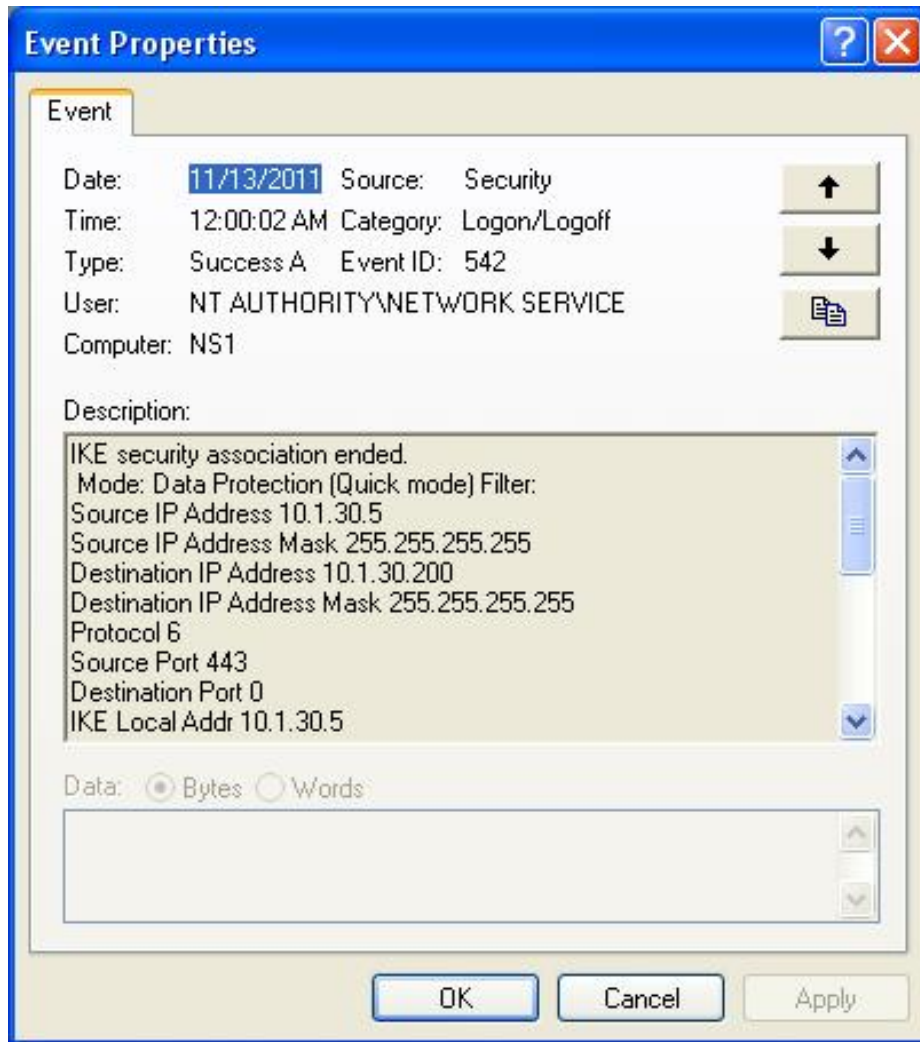 Event Properties
Event
Date: 11/13/2011 Source: Security
Time: 12:00:02 AM Category: Logon/Logoff
Type: Success A Event ID: 542
User: NT AUTHORITY\NETWORK SERVICE
Computer: NS1
Description:
IKE security association ended.
Mode: Data Protection (Quick mode) Filter:
Source IP Address 10.1.30.5
Source IP Address Mask 255.255.255.255
Destination IP Address 10.1.30.200
Destination IP Address Mask 255.255.255.255
Protocol 6
Source Port 443
Destination Port 0
IKE Local Addr 10.1.30.5
Data: Bytes Words
OK Cancel Apply